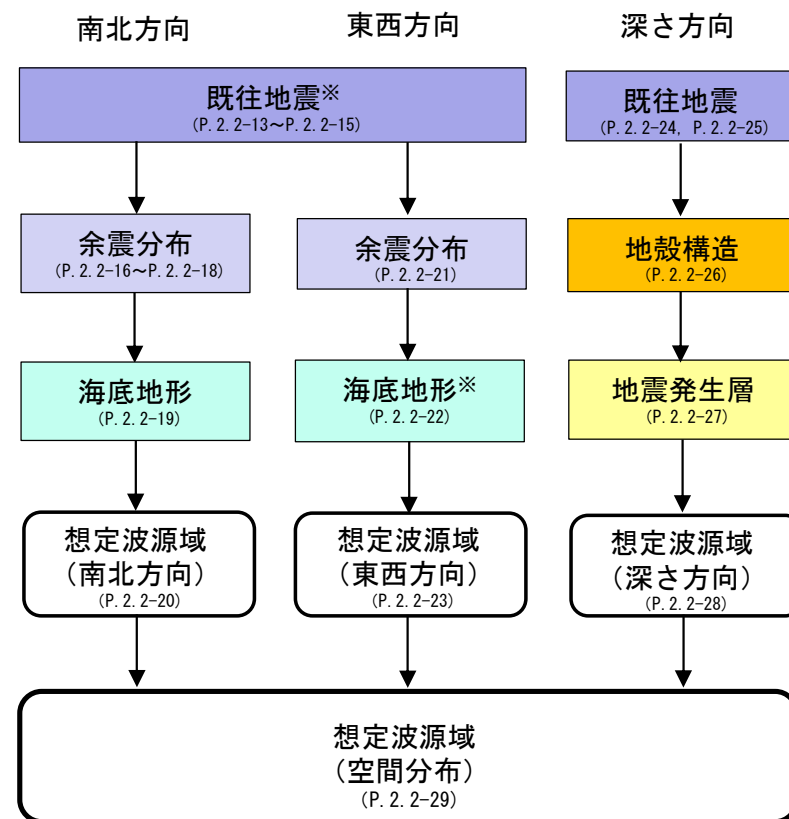 南北方向
東西方向
深さ方向
既往地震※
(P. 2. 2-13～P. 2. 2-15)
既往地震
(P. 2. 2-24, P. 2. 2-25)
余震分布
(P. 2. 2-16～P. 2. 2-18)
余震分布
(P. 2. 2-21)
地殻構造
(P. 2. 2-26)
海底地形
(P. 2. 2-19)
海底地形※
(P. 2. 2-22)
地震発生層
(P. 2. 2-27)
想定波源域
(南北方向)
(P. 2. 2-20)
想定波源域
(東西方向)
(P. 2. 2-23)
想定波源域
(深さ方向)
(P. 2. 2-28)
想定波源域
(空間分布)
(P. 2. 2-29)